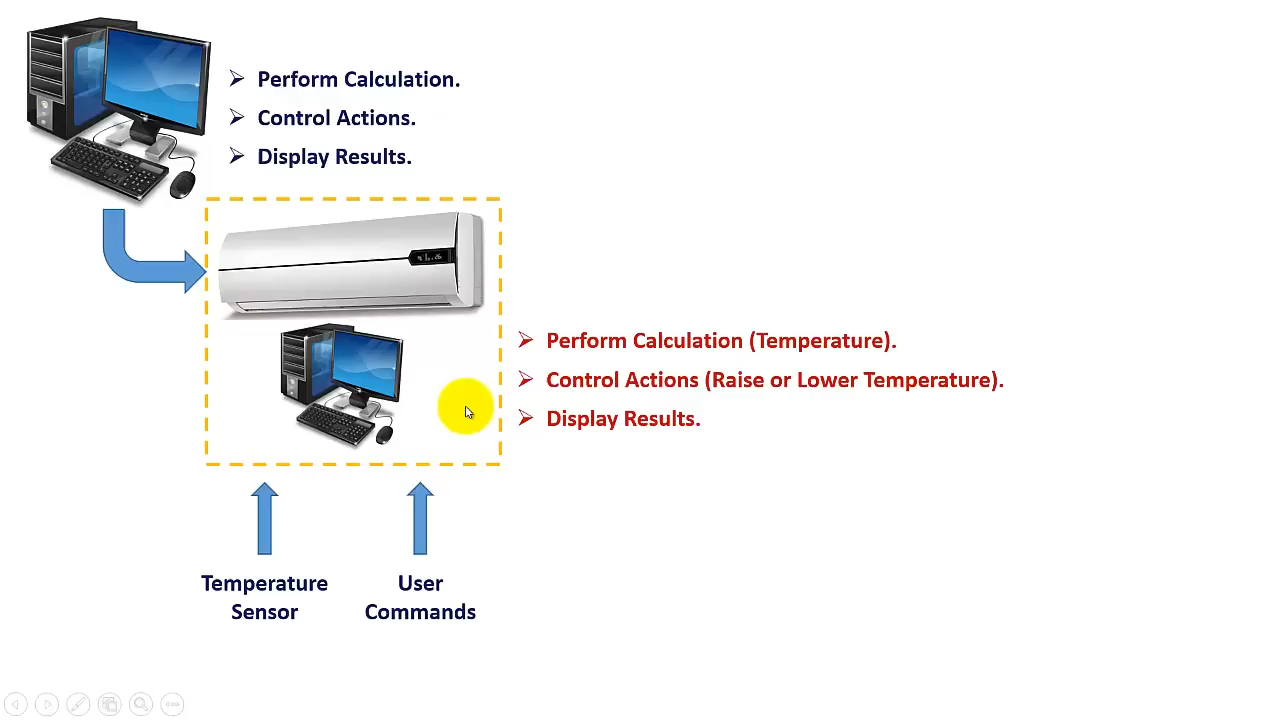 Perform Calculation.
Control Actions.
Display Results.
Perform Calculation (Temperature).
Control Actions (Raise or Lower Temperature).
Display Results.
Temperature
Sensor
User
Commands